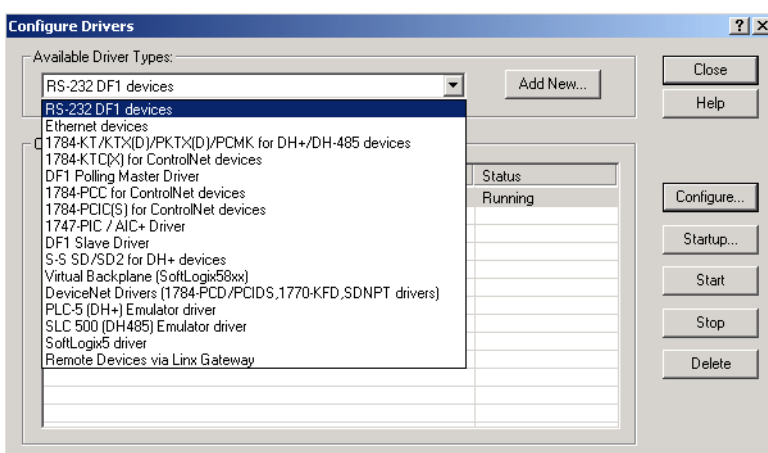 Configure Drivers
Available Driver Types:
RS-232 DF1 devices
Add New...
Close
Help
RS-232 DF1 devices
Ethernet devices
1784-KT/KTX(D)/PKTX(D)/PCMK for DH+/DH-485 devices
1784-KTC(X) for ControlNet devices
DF1 Polling Master Driver
1784-PCC for ControlNet devices
1784-PCIC(S) for ControlNet devices
1747-PIC / AIC+ Driver
DF1 Slave Driver
S-S SD/SD2 for DH+ devices
Virtual Backplane (SoftLogix58xx)
DeviceNet Drivers (1784-PCD/PCIDS,1770-KFD,SDNPT drivers)
PLC-5 (DH+) Emulator driver
SLC 500 (DH485) Emulator driver
SoftLogix5 driver
Remote Devices via Linx Gateway
Status
Running
Configure...
Startup...
Start
Stop
Delete